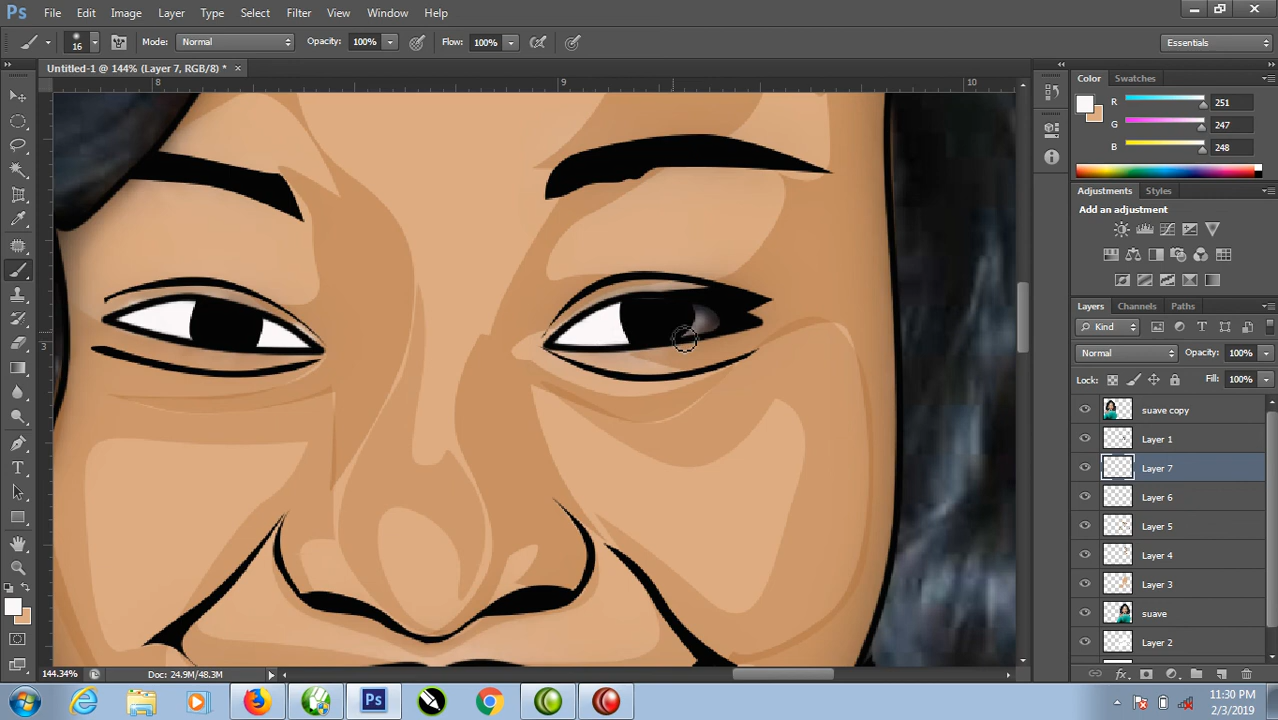 Ps File Edit Image Layer Type Select Filter View Window Help
16 Mode: Normal Opacity: 100% Flow: 100% Essentials
Untitled-1 @ 144% (Layer 7, RGB/8) * ×
8 9 10
3
Color Swatches
R 251
G 247
B 248
Adjustments Styles
Add an adjustment
Layers Channels Paths
Kind
Normal Opacity: 100%
Lock: Fill: 100%
suave copy
Layer 1
Layer 7
Layer 6
Layer 5
Layer 4
Layer 3
suave
Layer 2
144.34% Doc: 24.9M/48.3M
Ps
11:30 PM
2/3/2019